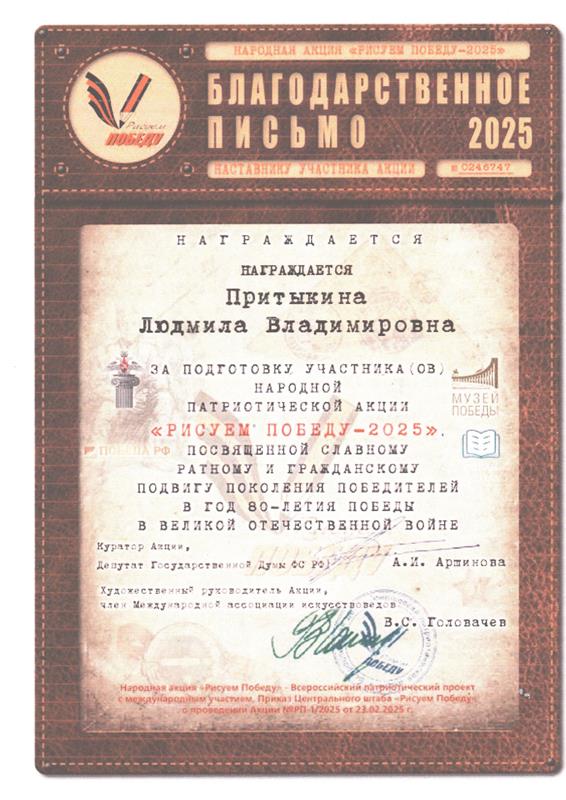 НАРОДНАЯ АКЦИЯ «РИСУЕМ ПОБЕДУ-2025»
БЛАГОДАРСТВЕННОЕ
ПИСЬМО 2025
НАСТАВНИКУ УЧАСТНИКА АКЦИИ
№0246747
Рисуем
ПОБЕДУ
НАГРАЖДАЕТСЯ
НАГРАЖДАЕТСЯ
Притыкина
Людмила Владимировна
ЗА ПОДГОТОВКУ УЧАСТНИКА(ОВ)
НАРОДНОЙ
ПАТРИОТИЧЕСКОЙ АКЦИИ
«РИСУЕМ ПОБЕДУ-2025»,
ПОСВЯЩЕННОЙ СЛАВНОМУ
РАТНОМУ И ГРАЖДАНСКОМУ
ПОДВИГУ ПОКОЛЕНИЯ ПОБЕДИТЕЛЕЙ
В ГОД 80-ЛЕТИЯ ПОБЕДЫ
В ВЕЛИКОЙ ОТЕЧЕСТВЕННОЙ ВОЙНЕ
ПОБЕДА РФ
МУЗЕЙ
ПОБЕДЫ
Куратор Акции,
Депутат Государственной Думы ФС РФ
А.И. Аршинова
Художественный руководитель Акции,
член Международной ассоциации искусствоведов
В.С. Головачев
ПОБЕДУ
Народная акция «Рисуем Победу» - Всероссийский патриотический проект
с международным участием, Приказ Центрального штаба «Рисуем Победу»
о проведении Акции №РП-1/2025 от 23.02.2025 г.